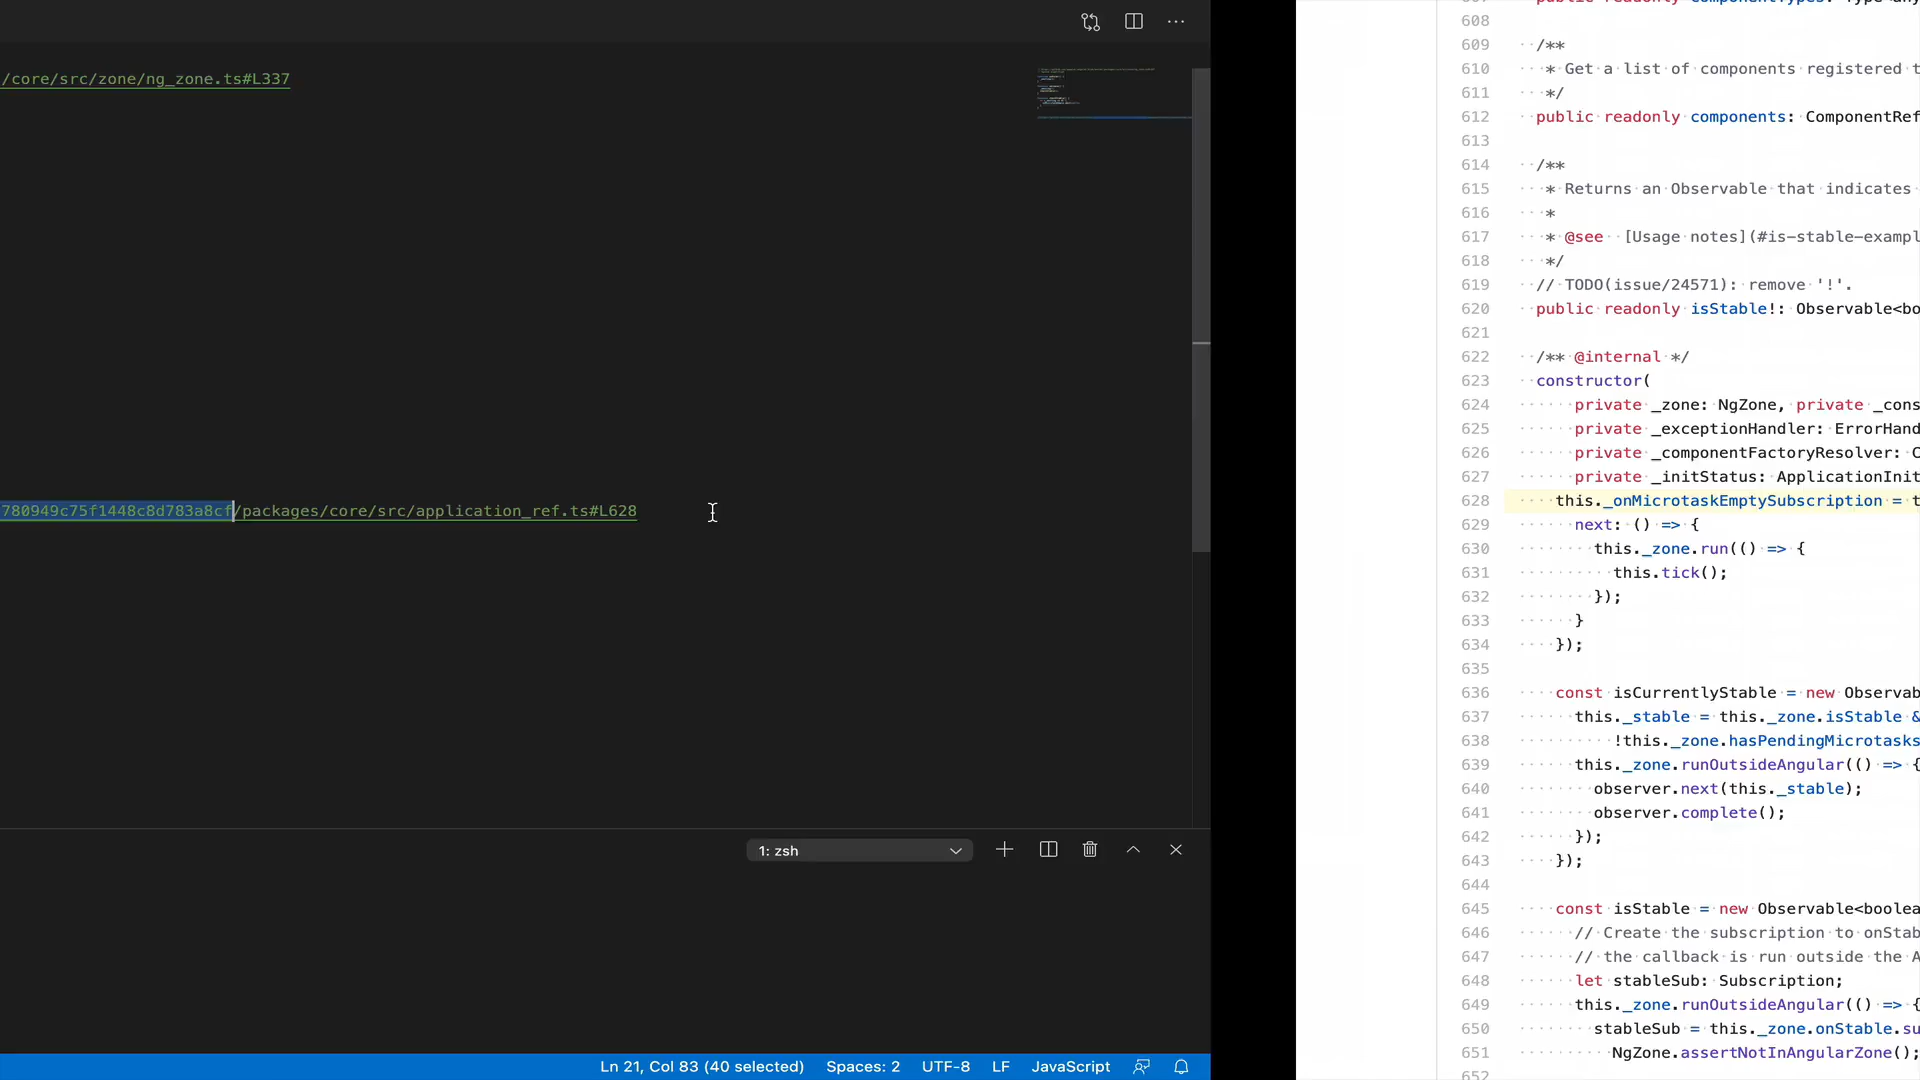 /core/src/zone/ng_zone.ts#L337
780949c75f1448c8d783a8cf/packages/core/src/application_ref.ts#L628
1: zsh
Ln 21, Col 83 (40 selected) Spaces: 2 UTF-8 LF JavaScript
608
609 /**
610 * Get a list of components registered t
611 */
612 public readonly components: ComponentRef
613
614 /**
615 * Returns an Observable that indicates
616 *
617 * @see [Usage notes](#is-stable-exampl
618 */
619 // TODO(issue/24571): remove '!'.
620 public readonly isStable!: Observable<bo
621
622 /** @internal */
623 constructor(
624 private _zone: NgZone, private _cons
625 private _exceptionHandler: ErrorHand
626 private _componentFactoryResolver: C
627 private _initStatus: ApplicationInit
628 this._onMicrotaskEmptySubscription = t
629 next: () => {
630 this._zone.run(() => {
631 this.tick();
632 });
633 }
634 });
635
636 const isCurrentlyStable = new Observab
637 this._stable = this._zone.isStable &
638 !this._zone.hasPendingMicrotasks
639 this._zone.runOutsideAngular(() => {
640 observer.next(this._stable);
641 observer.complete();
642 });
643 });
644
645 const isStable = new Observable<boolea
646 // Create the subscription to onStab
647 // the callback is run outside the A
648 let stableSub: Subscription;
649 this._zone.runOutsideAngular(() => {
650 stableSub = this._zone.onStable.su
651 NgZone.assertNotInAngularZone();
652